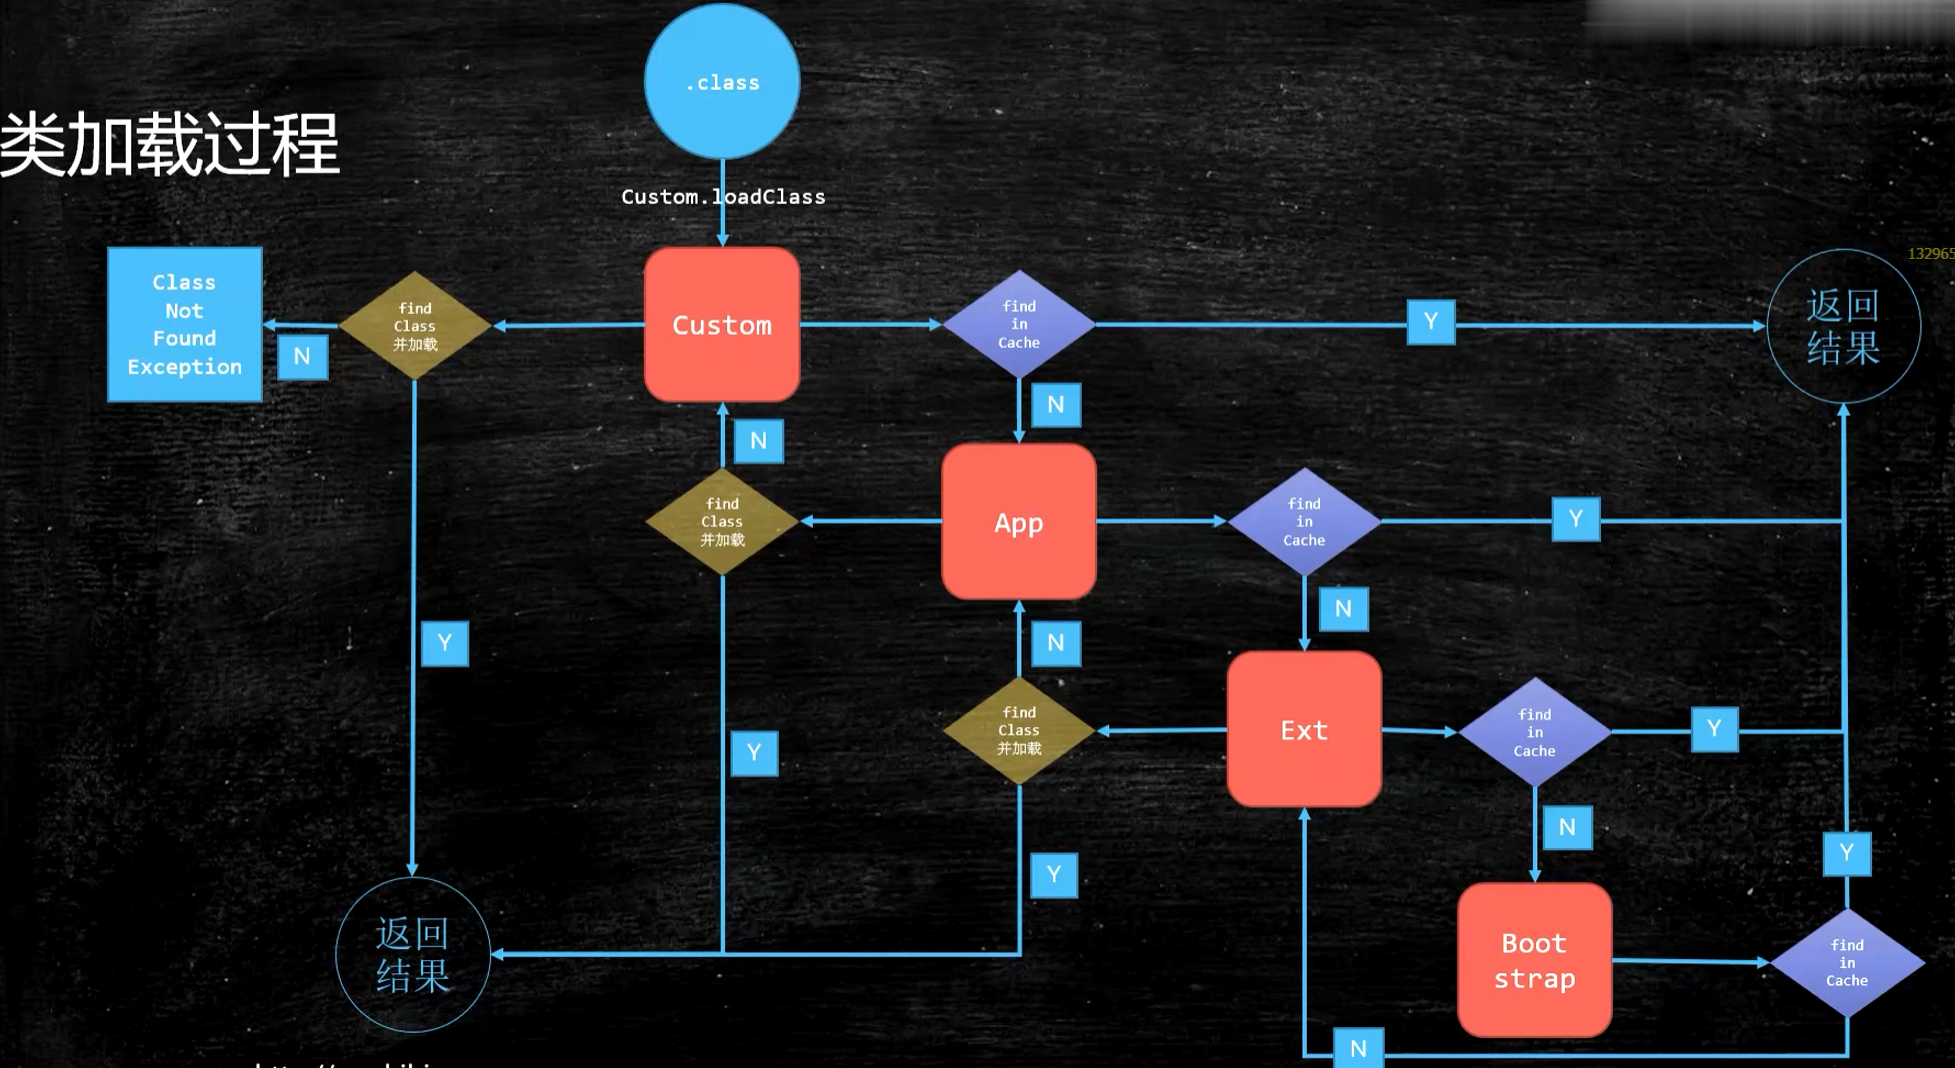 .class
类加载过程
Custom.loadClass
Class
Not
Found
Exception
N
find
Class
并加载
Custom
find
in
Cache
Y
返回
结果
132965
N
N
find
Class
并加载
App
find
in
Cache
Y
N
Y
N
find
Class
并加载
Ext
find
in
Cache
Y
Y
N
Y
Y
返回
结果
Boot
strap
find
in
Cache
N